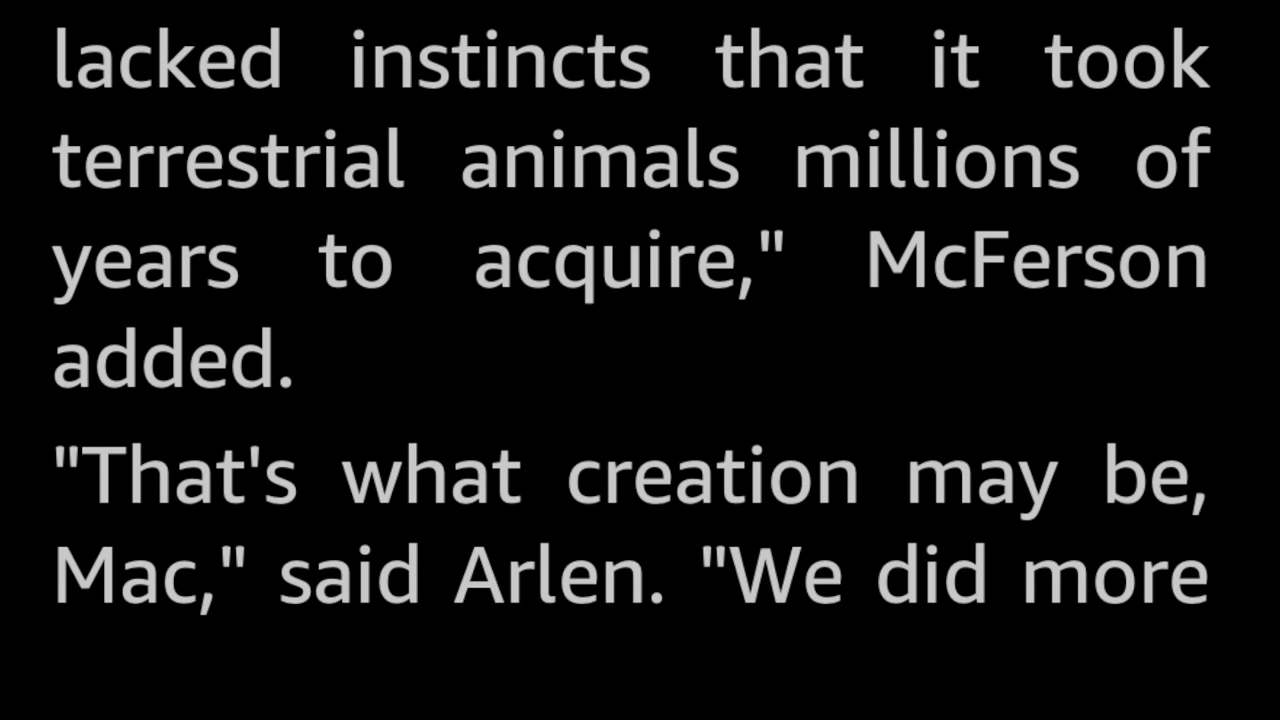 lacked instincts that it took
terrestrial animals millions of
years to acquire," McFerson
added.
"That's what creation may be,
Mac," said Arlen. "We did more